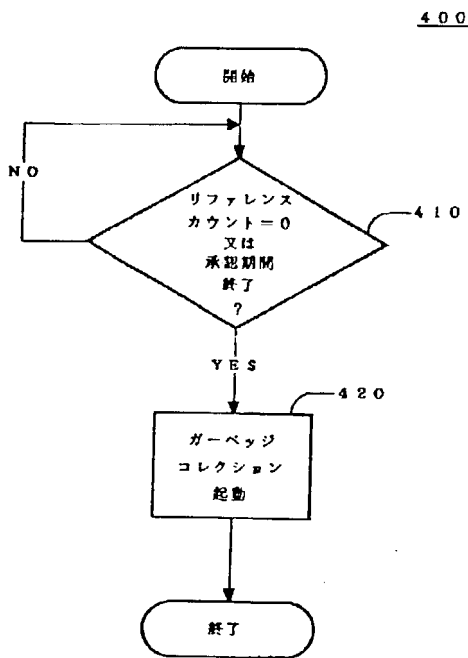 400
開始
NO
リファレンス
カウント=0
又は
承認期間
終了
?
410
YES
420
ガーベッジ
コレクション
起動
終了